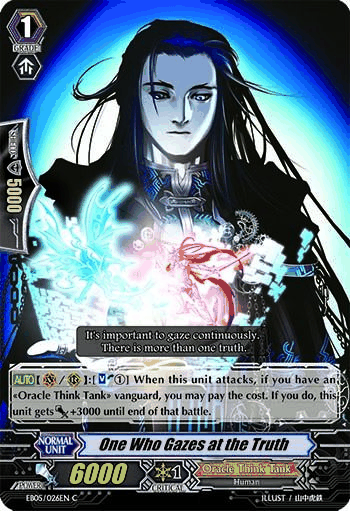 1
GRADE
SHIELD
5000
It's important to gaze continuously.
There is more than one truth.
AUTO [ / ]:[ 1] When this unit attacks, if you have an
«Oracle Think Tank» vanguard, you may pay the cost. If you do, this
unit gets +3000 until end of that battle.
NORMAL
UNIT
One Who Gazes at the Truth
POWER
6000
1
CRITICAL
Oracle Think Tank
Human
EB05/026EN C
ILLUST / 山中虎鉄